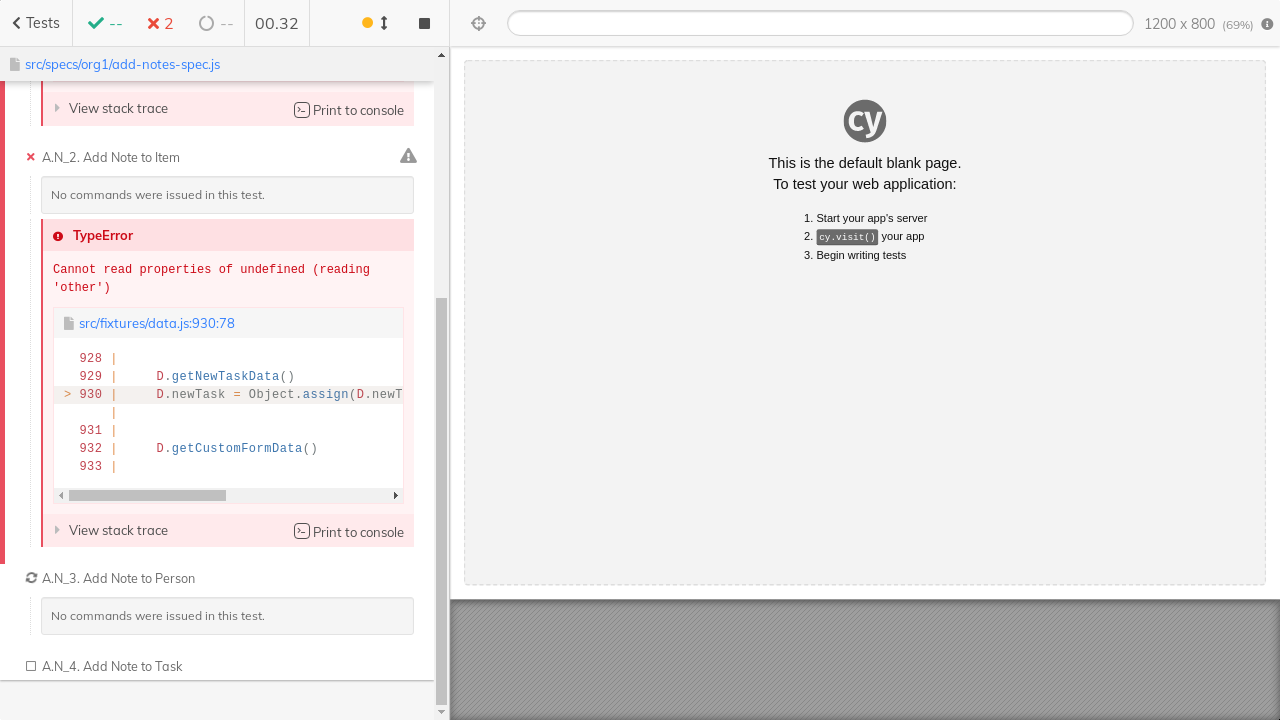 Tests
--
2
--
00.32
1200 x 800 (69%)
src/specs/org1/add-notes-spec.js
View stack trace
Print to console
A.N_2. Add Note to Item
No commands were issued in this test.
TypeError
Cannot read properties of undefined (reading
'other')
src/fixtures/data.js:930:78
928 |
929 |     D.getNewTaskData()
> 930 |     D.newTask = Object.assign(D.newT
|
931 |
932 |     D.getCustomFormData()
933 |
View stack trace
Print to console
A.N_3. Add Note to Person
No commands were issued in this test.
A.N_4. Add Note to Task
cy
This is the default blank page.
To test your web application:
1. Start your app's server
2. cy.visit() your app
3. Begin writing tests